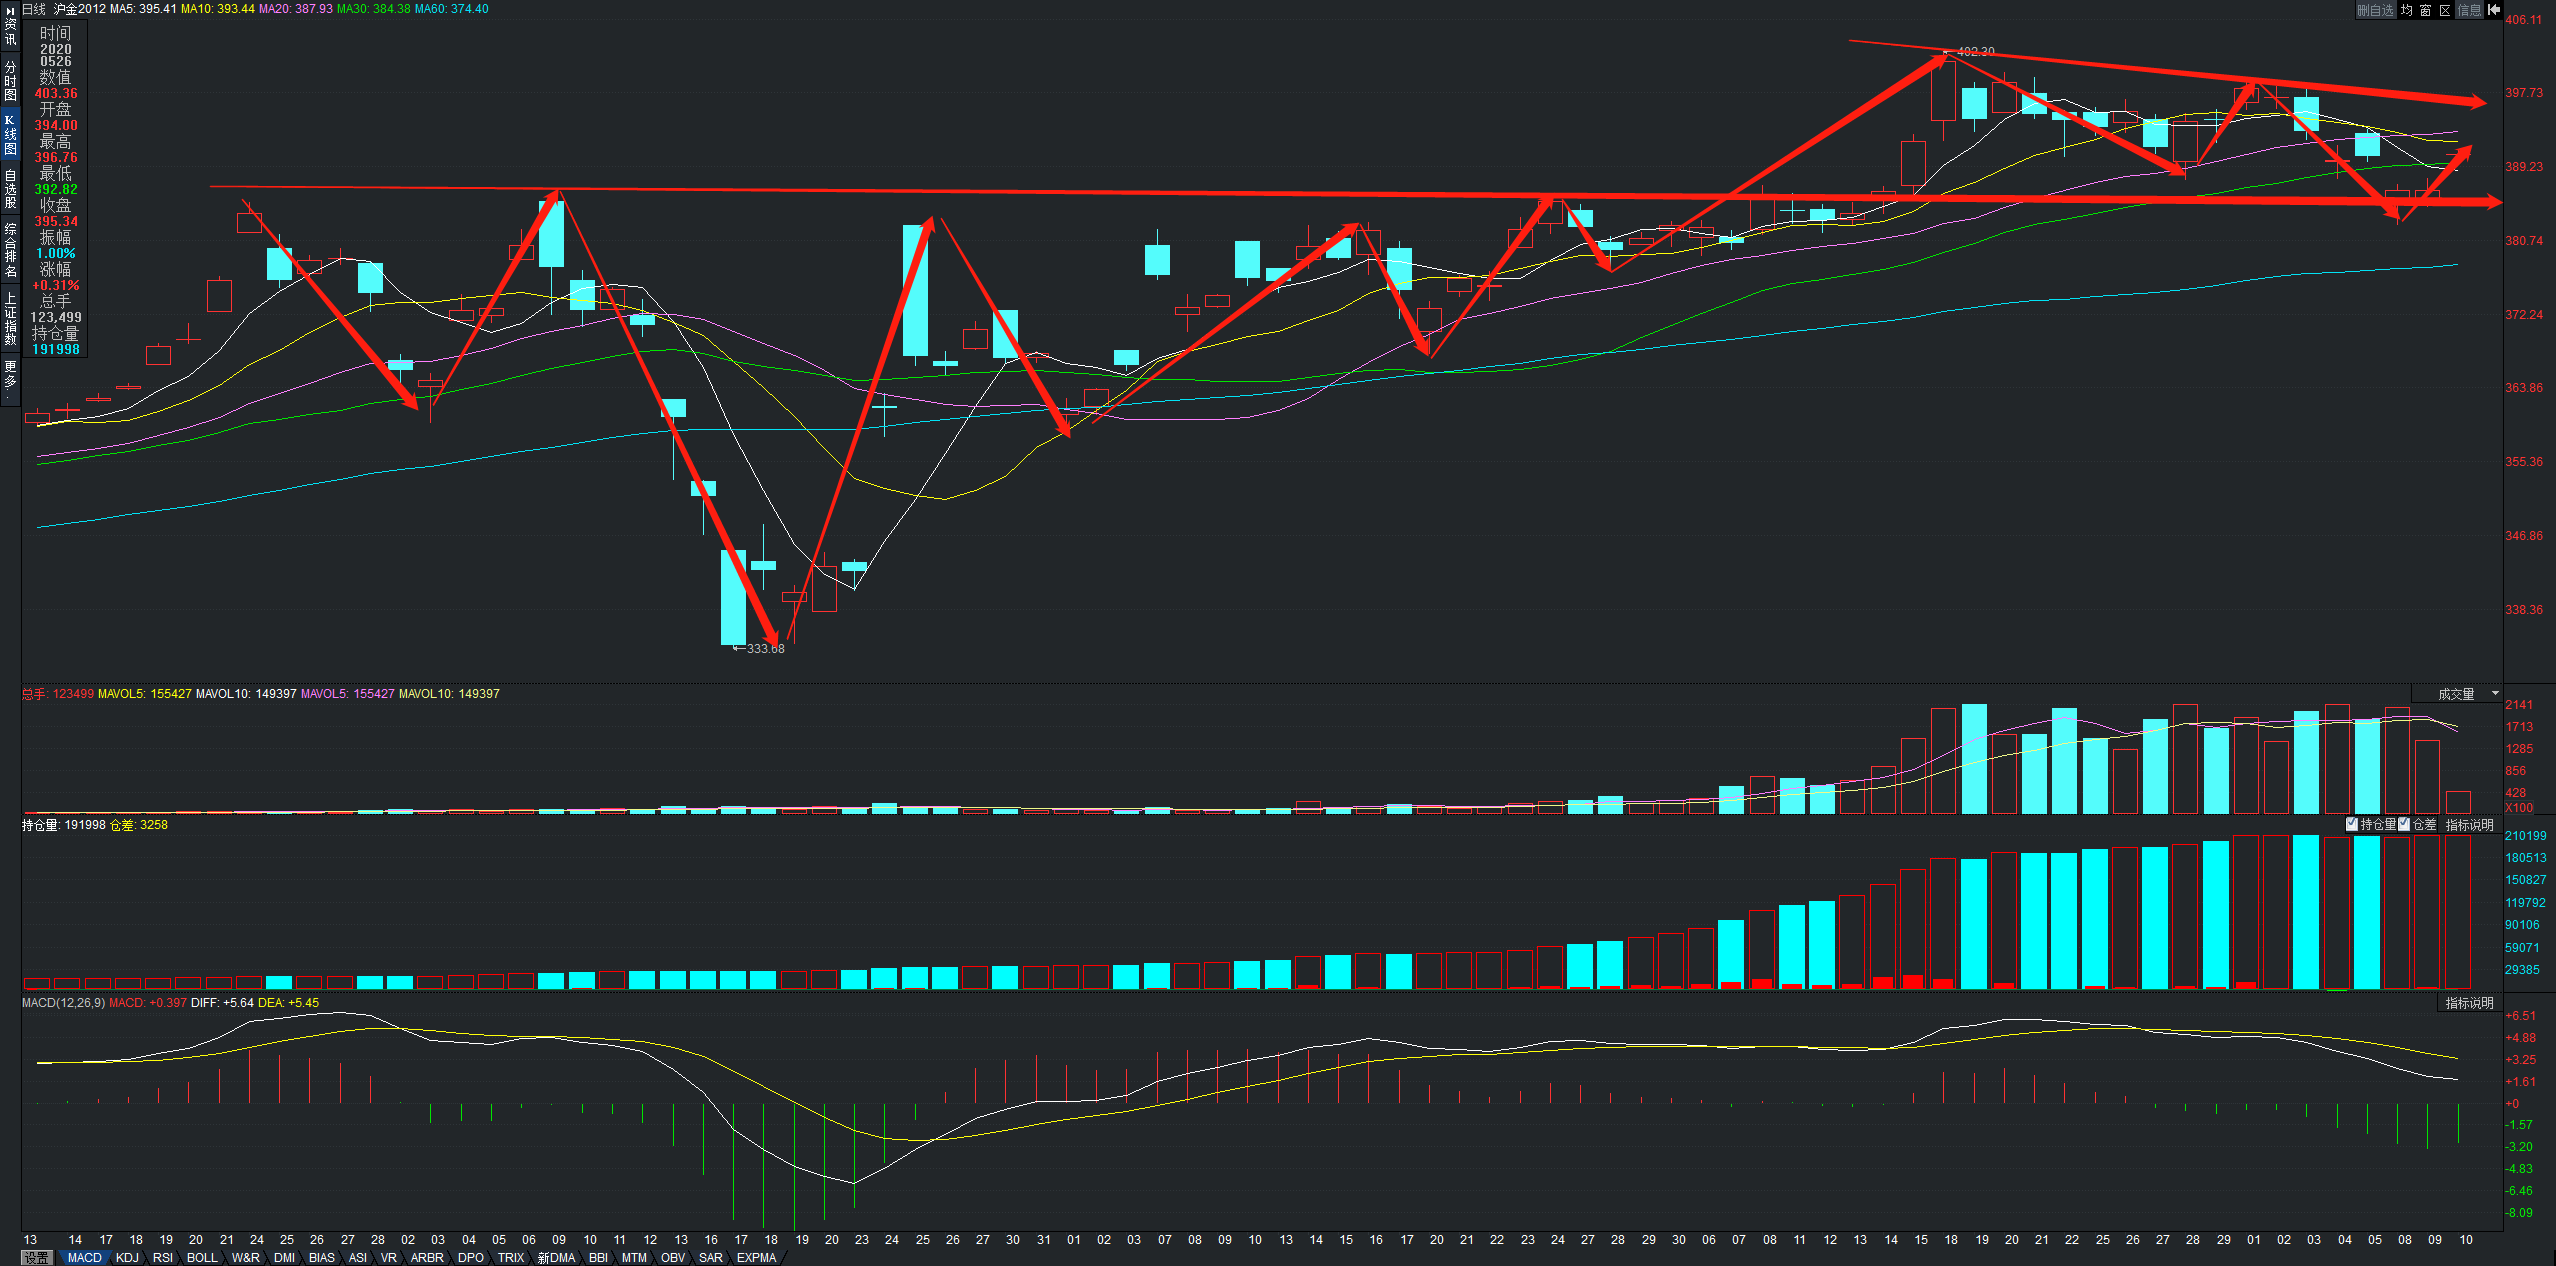 日线 沪金2012 MA5: 395.41 MA10: 393.44 MA20: 387.93 MA30: 384.38 MA60: 374.40
删自选 均 窗 区 信息
资讯
分时图
K线图
自选股
综合排名
上证指数
更多
时间
2020
0526
数值
403.36
开盘
394.00
最高
396.76
最低
392.82
收盘
395.34
振幅
1.00%
涨幅
+0.31%
总手
123,499
持仓量
191998
402.30
333.68
406.11
397.73
389.23
380.74
372.24
363.86
355.36
346.86
338.36
总手: 123499 MAVOL5: 155427 MAVOL10: 149397 MAVOL5: 155427 MAVOL10: 149397
成交量
2141
1713
1285
856
428
X100
持仓量: 191998 仓差: 3258
持仓量 仓差 指标说明
210199
180513
150827
119792
90106
59071
29385
MACD(12,26,9) MACD: +0.397 DIFF: +5.64 DEA: +5.45
指标说明
+6.51
+4.88
+3.25
+1.61
+0
-1.57
-3.20
-4.83
-6.46
-8.09
13 14 17 18 19 20 21 24 25 26 27 28 02 03 04 05 06 09 10 11 12 13 16 17 18 19 20 23 24 25 26 27 30 31 01 02 03 07 08 09 10 13 14 15 16 17 20 21 22 23 24 27 28 29 30 06 07 08 11 12 13 14 15 18 19 20 21 22 25 26 27 28 29 01 02 03 04 05 08 09 10
设置 MACD KDJ RSI BOLL W&R DMI BIAS ASI VR ARBR DPO TRIX 新DMA BBI MTM OBV SAR EXPMA